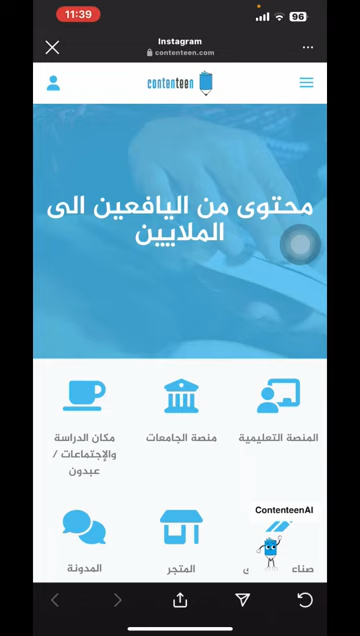 11:39
96
Instagram
contenteen.com
contenteen
محتوى من اليافعين الى
الملايين
المنصة التعليمية
منصة الجامعات
مكان الدراسة
والإجتماعات /
عبدون
ContenteenAI
المتجر
المدونة